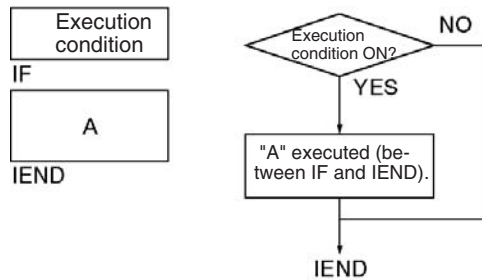 Execution
condition
IF
A
IEND
Execution
condition ON?
NO
YES
"A" executed (be-
tween IF and IEND).
IEND